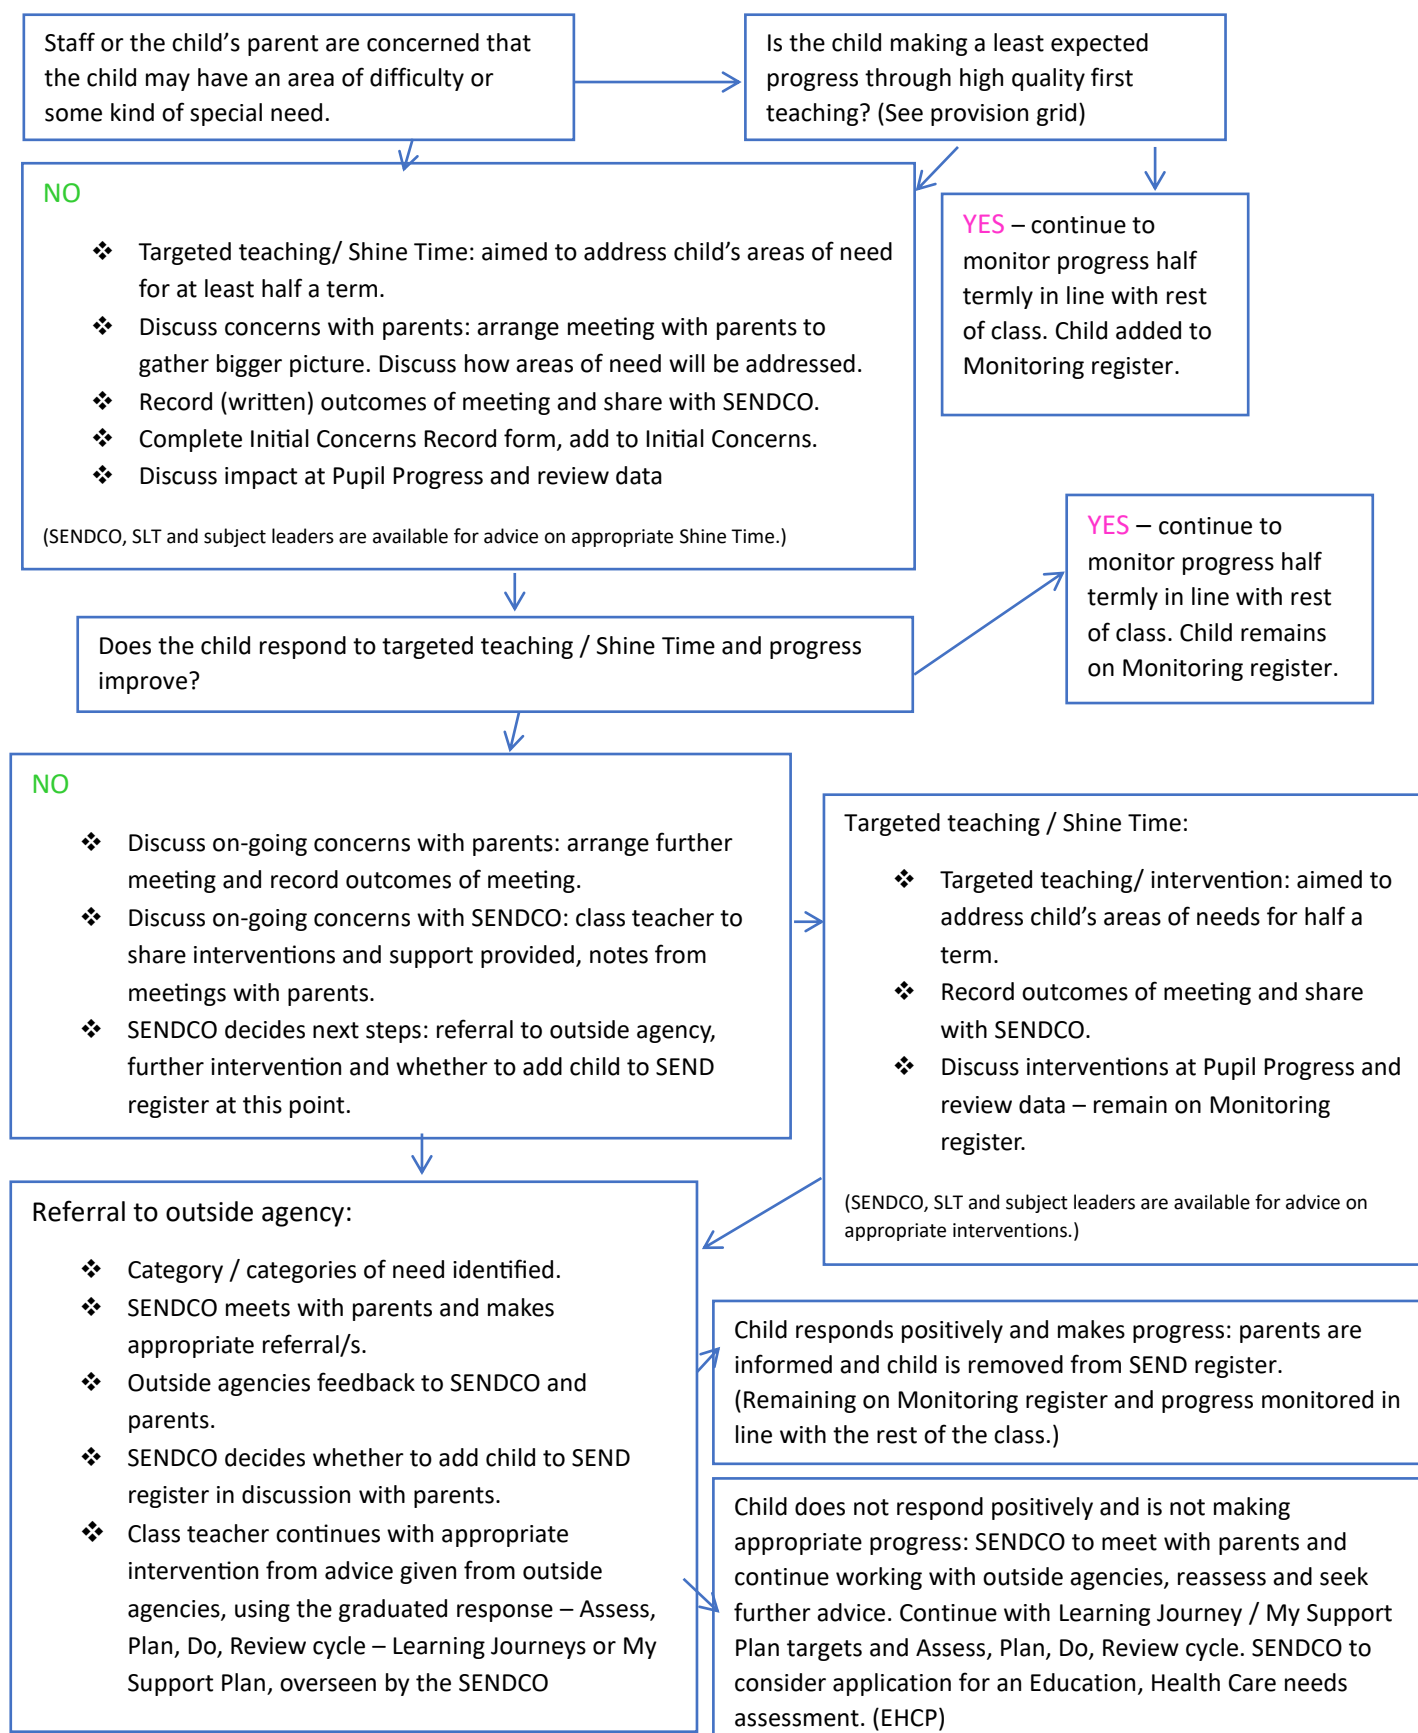 Staff or the child’s parent are concerned that
the child may have an area of difficulty or
some kind of special need.
Is the child making a least expected
progress through high quality first
teaching? (See provision grid)
NO
❖ Targeted teaching/ Shine Time: aimed to address child’s areas of need
for at least half a term.
❖ Discuss concerns with parents: arrange meeting with parents to
gather bigger picture. Discuss how areas of need will be addressed.
❖ Record (written) outcomes of meeting and share with SENDCO.
❖ Complete Initial Concerns Record form, add to Initial Concerns.
❖ Discuss impact at Pupil Progress and review data
(SENDCO, SLT and subject leaders are available for advice on appropriate Shine Time.)
YES – continue to
monitor progress half
termly in line with rest
of class. Child added to
Monitoring register.
Does the child respond to targeted teaching / Shine Time and progress
improve?
YES – continue to
monitor progress half
termly in line with rest
of class. Child remains
on Monitoring register.
NO
❖ Discuss on-going concerns with parents: arrange further
meeting and record outcomes of meeting.
❖ Discuss on-going concerns with SENDCO: class teacher to
share interventions and support provided, notes from
meetings with parents.
❖ SENDCO decides next steps: referral to outside agency,
further intervention and whether to add child to SEND
register at this point.
Targeted teaching / Shine Time:
❖ Targeted teaching/ intervention: aimed to
address child’s areas of needs for half a
term.
❖ Record outcomes of meeting and share
with SENDCO.
❖ Discuss interventions at Pupil Progress and
review data – remain on Monitoring
register.
(SENDCO, SLT and subject leaders are available for advice on
appropriate interventions.)
Referral to outside agency:
❖ Category / categories of need identified.
❖ SENDCO meets with parents and makes
appropriate referral/s.
❖ Outside agencies feedback to SENDCO and
parents.
❖ SENDCO decides whether to add child to SEND
register in discussion with parents.
❖ Class teacher continues with appropriate
intervention from advice given from outside
agencies, using the graduated response – Assess,
Plan, Do, Review cycle – Learning Journeys or My
Support Plan, overseen by the SENDCO
Child responds positively and makes progress: parents are
informed and child is removed from SEND register.
(Remaining on Monitoring register and progress monitored in
line with the rest of the class.)
Child does not respond positively and is not making
appropriate progress: SENDCO to meet with parents and
continue working with outside agencies, reassess and seek
further advice. Continue with Learning Journey / My Support
Plan targets and Assess, Plan, Do, Review cycle. SENDCO to
consider application for an Education, Health Care needs
assessment. (EHCP)